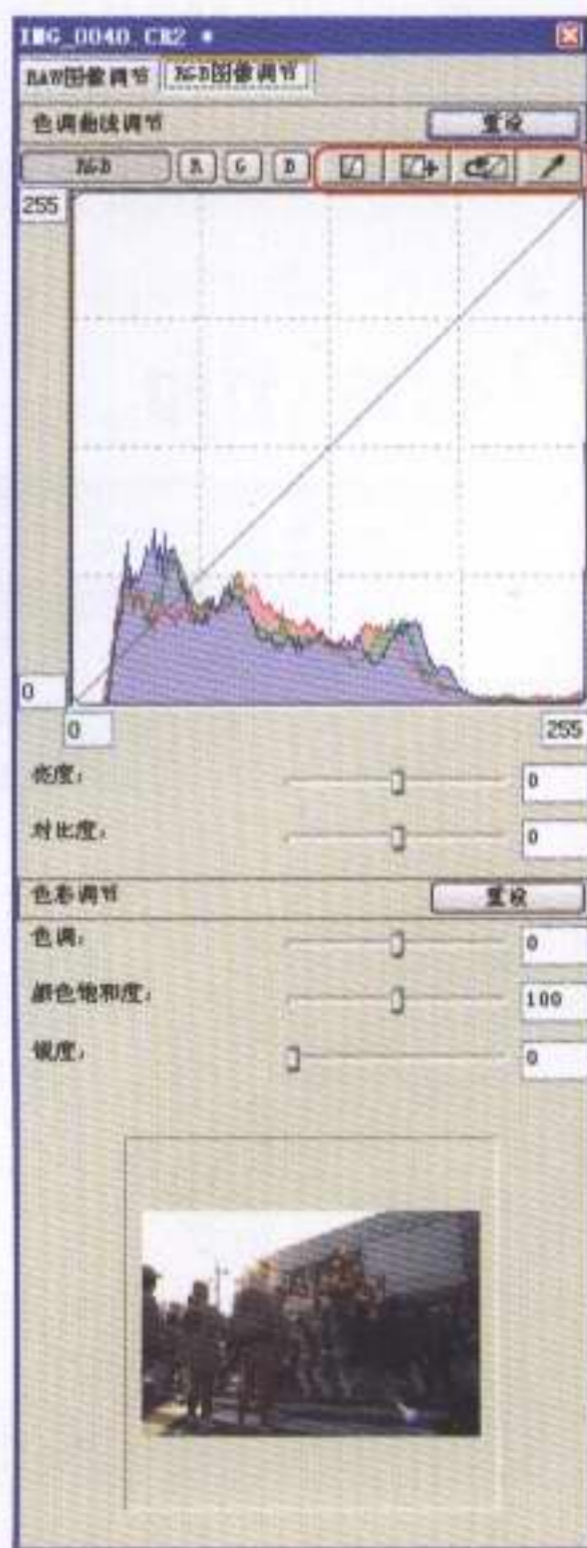 IMG_0040.CR2 *
RAW图像调节 RGB图像调节
色调曲线调节 重设
RGB R G B
255
0
0 255
亮度: 0
对比度: 0
色彩调节 重设
色调: 0
颜色饱和度: 100
锐度: 0